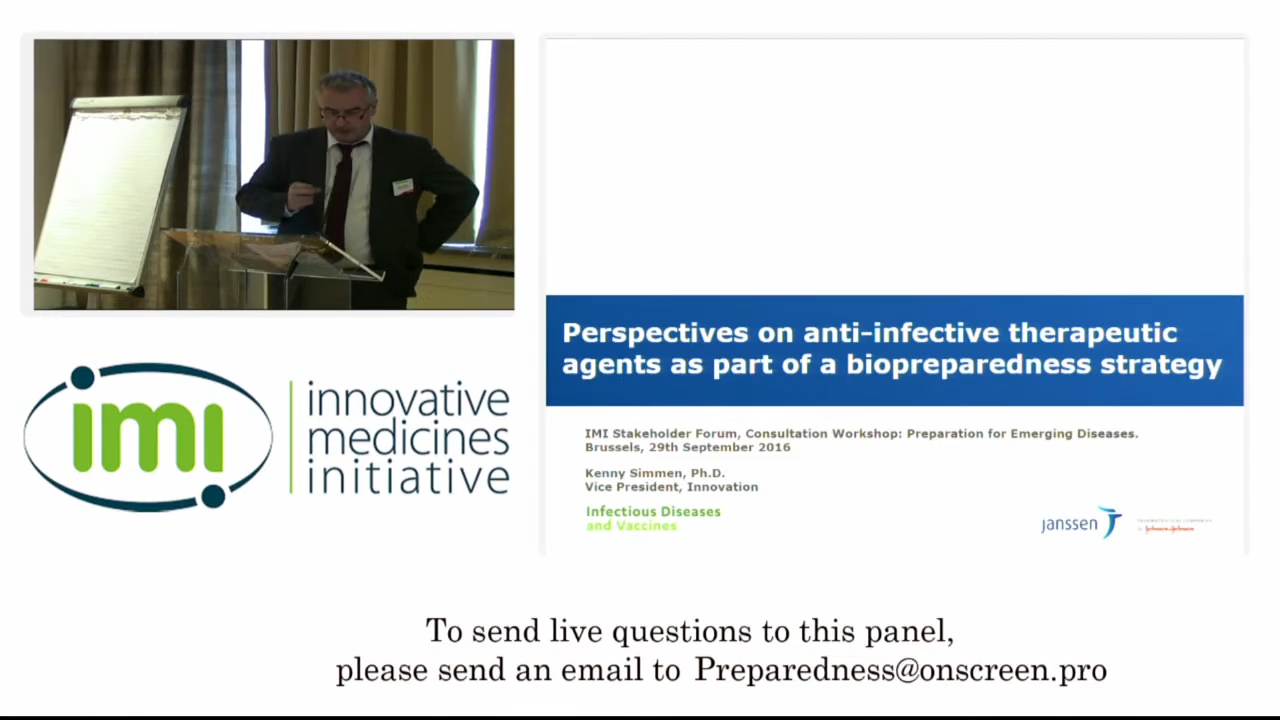 imi
innovative
medicines
initiative
Perspectives on anti-infective therapeutic
agents as part of a biopreparedness strategy
IMI Stakeholder Forum, Consultation Workshop: Preparation for Emerging Diseases.
Brussels, 29th September 2016
Kenny Simmen, Ph.D.
Vice President, Innovation
Infectious Diseases
and Vaccines
janssen
Johnson-Johnson
To send live questions to this panel,
please send an email to Preparedness@onscreen.pro